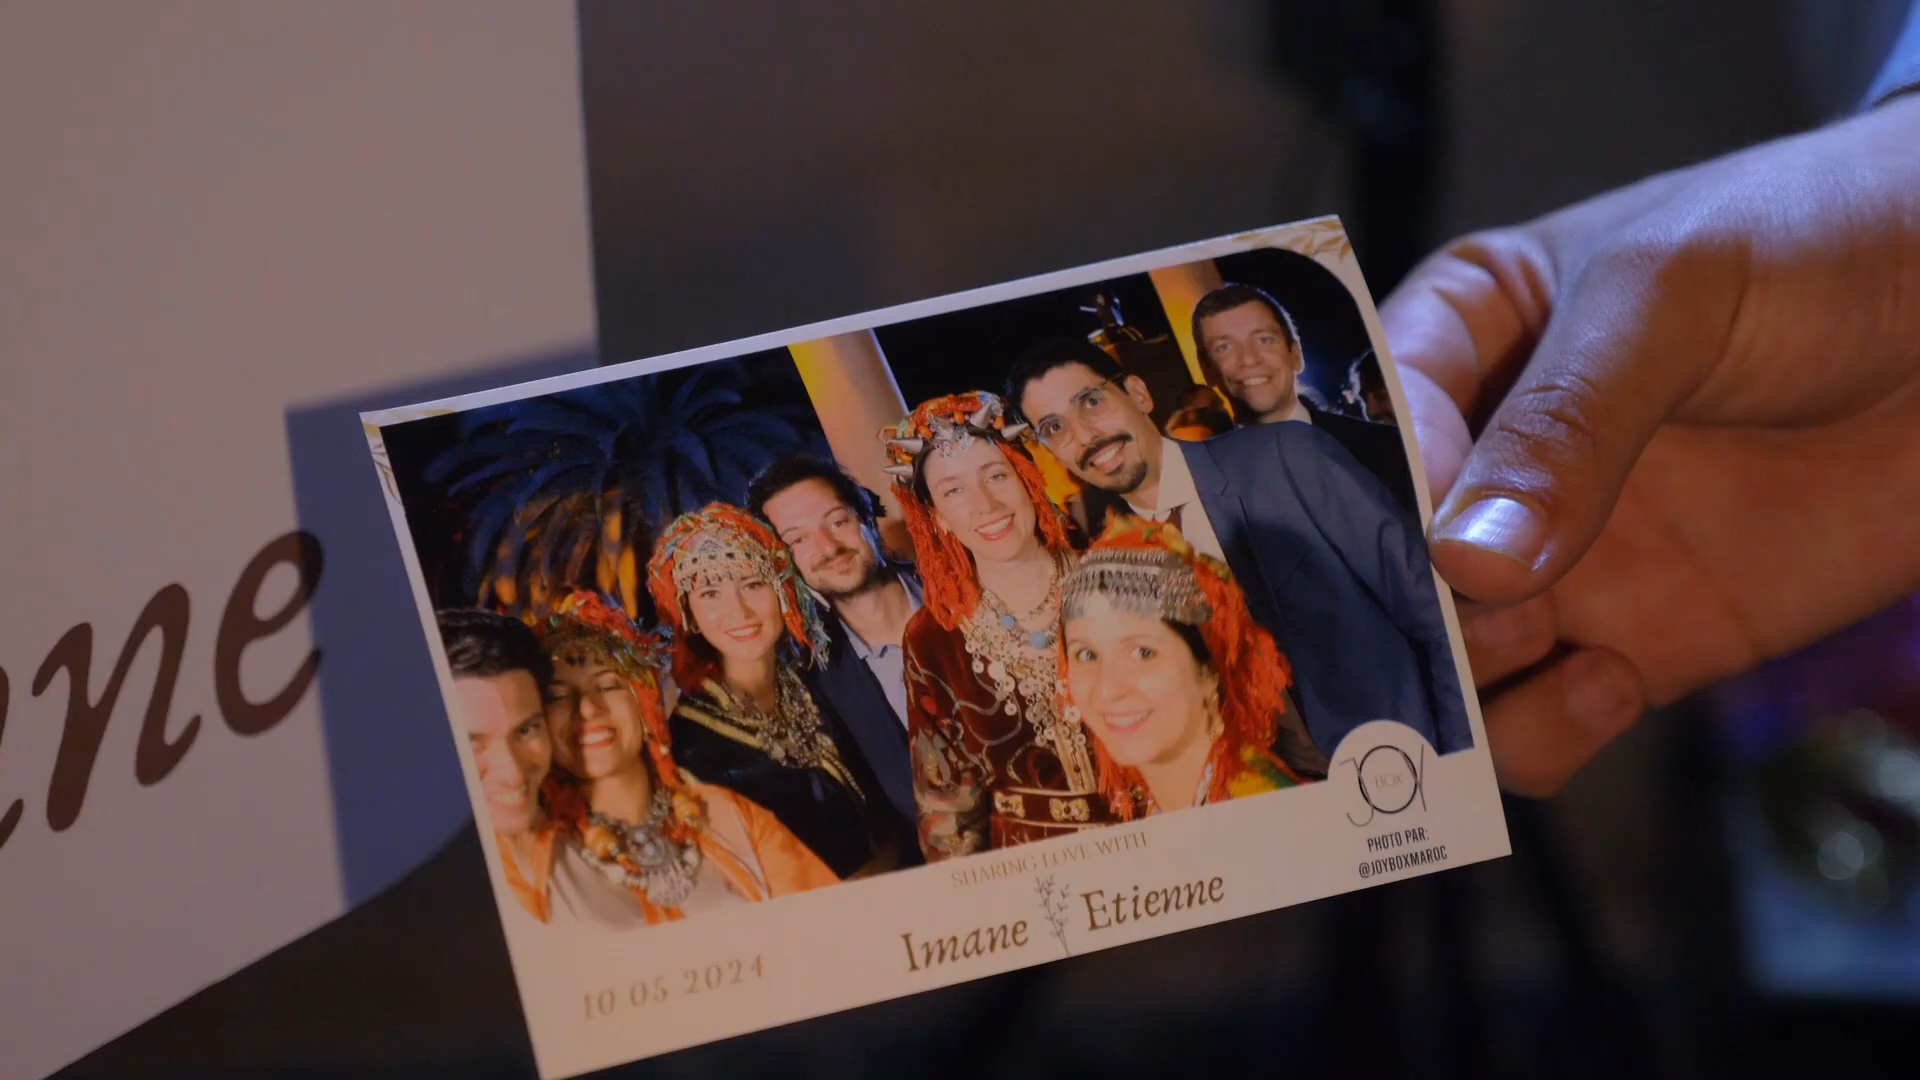 ne
SHARING LOVE WITH
Imane Etienne
10.05.2024
JOY
BOX
PHOTO PAR:
@JOYBOXMAROC